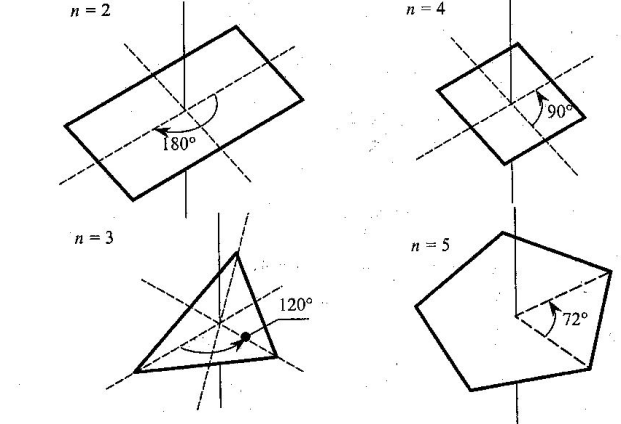 n = 2
180°
n = 4
90°
n = 3
120°
n = 5
72°